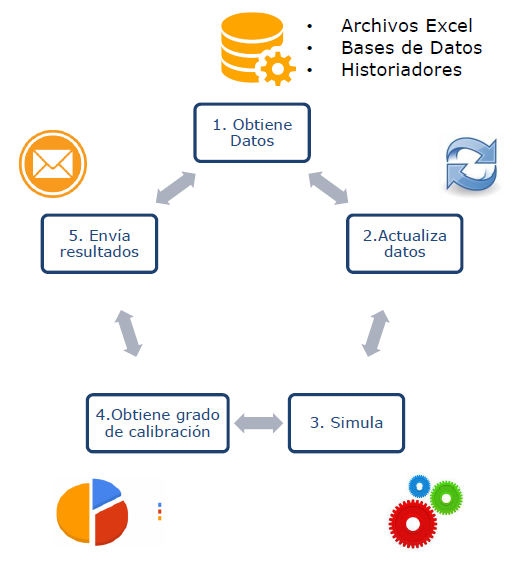 • Archivos Excel
• Bases de Datos
• Historiadores
1. Obtiene
Datos
2.Actualiza
datos
3. Simula
4.Obtiene grado
de calibración
5. Envía
resultados